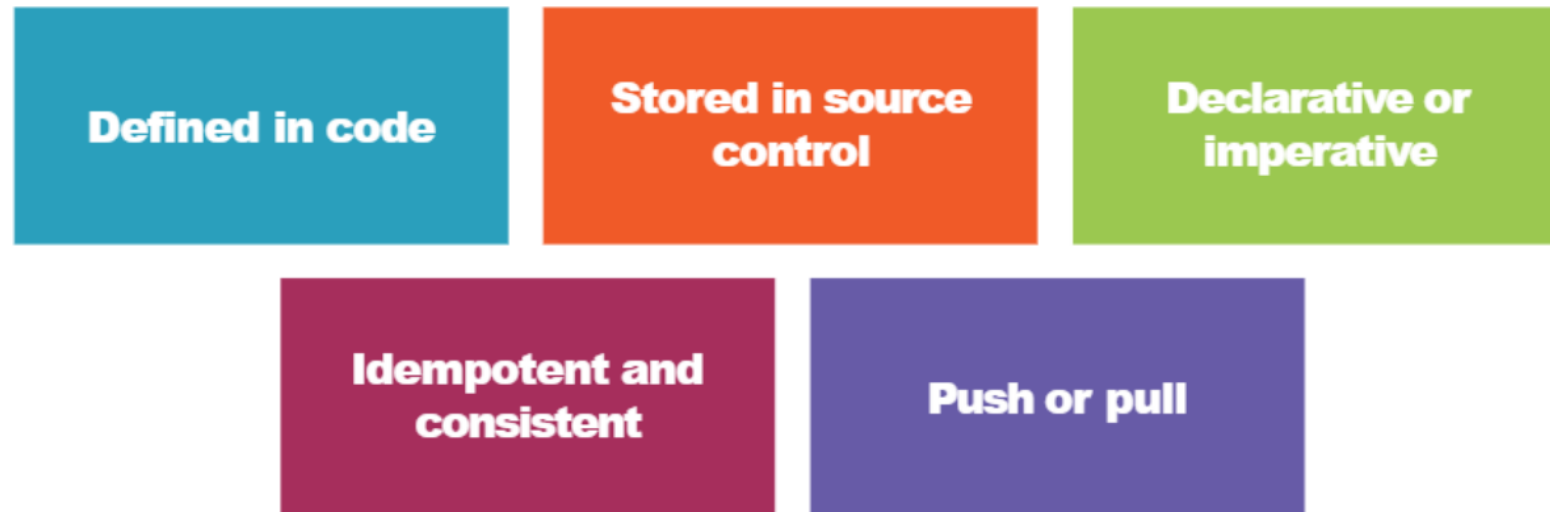 Defined in code
Stored in source
control
Declarative or
imperative
Idempotent and
consistent
Push or pull